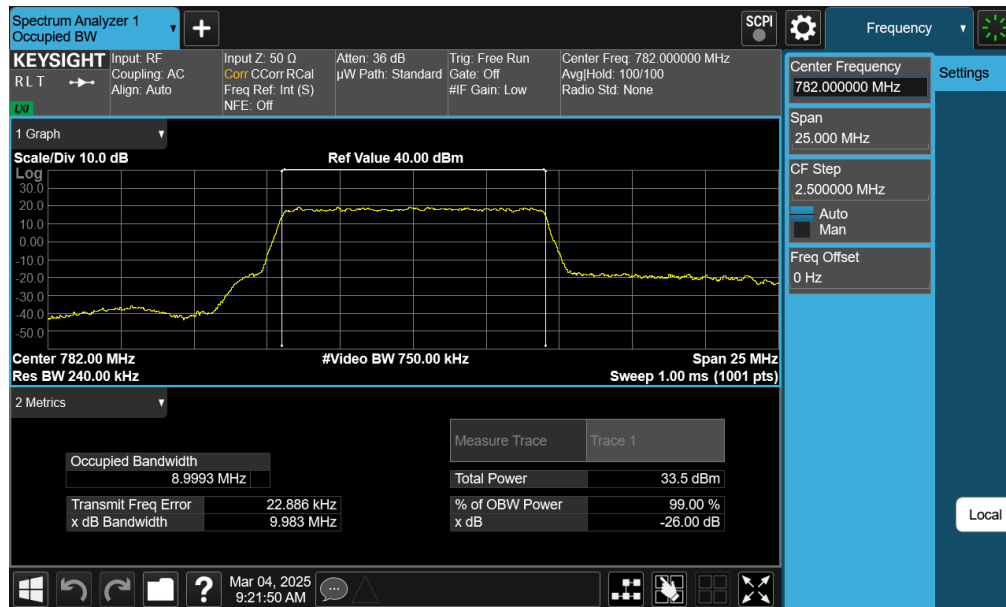 Spectrum Analyzer 1
Occupied BW
SCPI
Frequency
KEYSIGHT
RLT
LXI
Input: RF
Coupling: AC
Align: Auto
Input Z: 50 Ω
Corr CCorr RCal
Freq Ref: Int (S)
NFE: Off
Atten: 36 dB
µW Path: Standard
Trig: Free Run
Gate: Off
#IF Gain: Low
Center Freq: 782.000000 MHz
Avg|Hold: 100/100
Radio Std: None
Center Frequency
782.000000 MHz
Settings
Span
25.000 MHz
CF Step
2.500000 MHz
Auto
Man
Freq Offset
0 Hz
Local
1 Graph
Scale/Div 10.0 dB
Ref Value 40.00 dBm
Log
30.0
20.0
10.0
0.00
-10.0
-20.0
-30.0
-40.0
-50.0
Center 782.00 MHz
#Video BW 750.00 kHz
Span 25 MHz
Res BW 240.00 kHz
Sweep 1.00 ms (1001 pts)
2 Metrics
Measure Trace Trace 1
Occupied Bandwidth
8.9993 MHz
Total Power 33.5 dBm
Transmit Freq Error 22.886 kHz
% of OBW Power 99.00 %
x dB Bandwidth 9.983 MHz
x dB -26.00 dB
?
Mar 04, 2025
9:21:50 AM